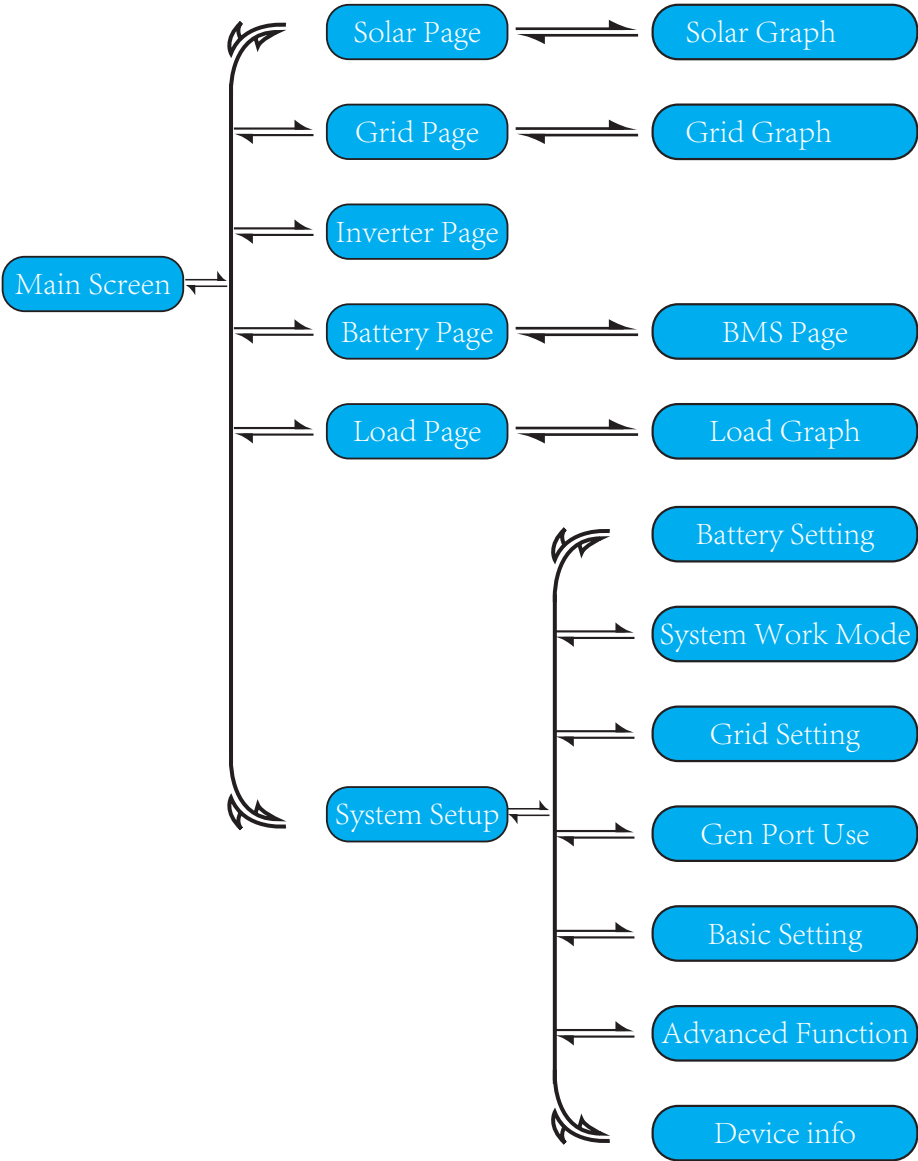 Solar Page
Solar Graph
Grid Page
Grid Graph
Inverter Page
Main Screen
Battery Page
BMS Page
Load Page
Load Graph
Battery Setting
System Work Mode
Grid Setting
System Setup
Gen Port Use
Basic Setting
Advanced Function
Device info